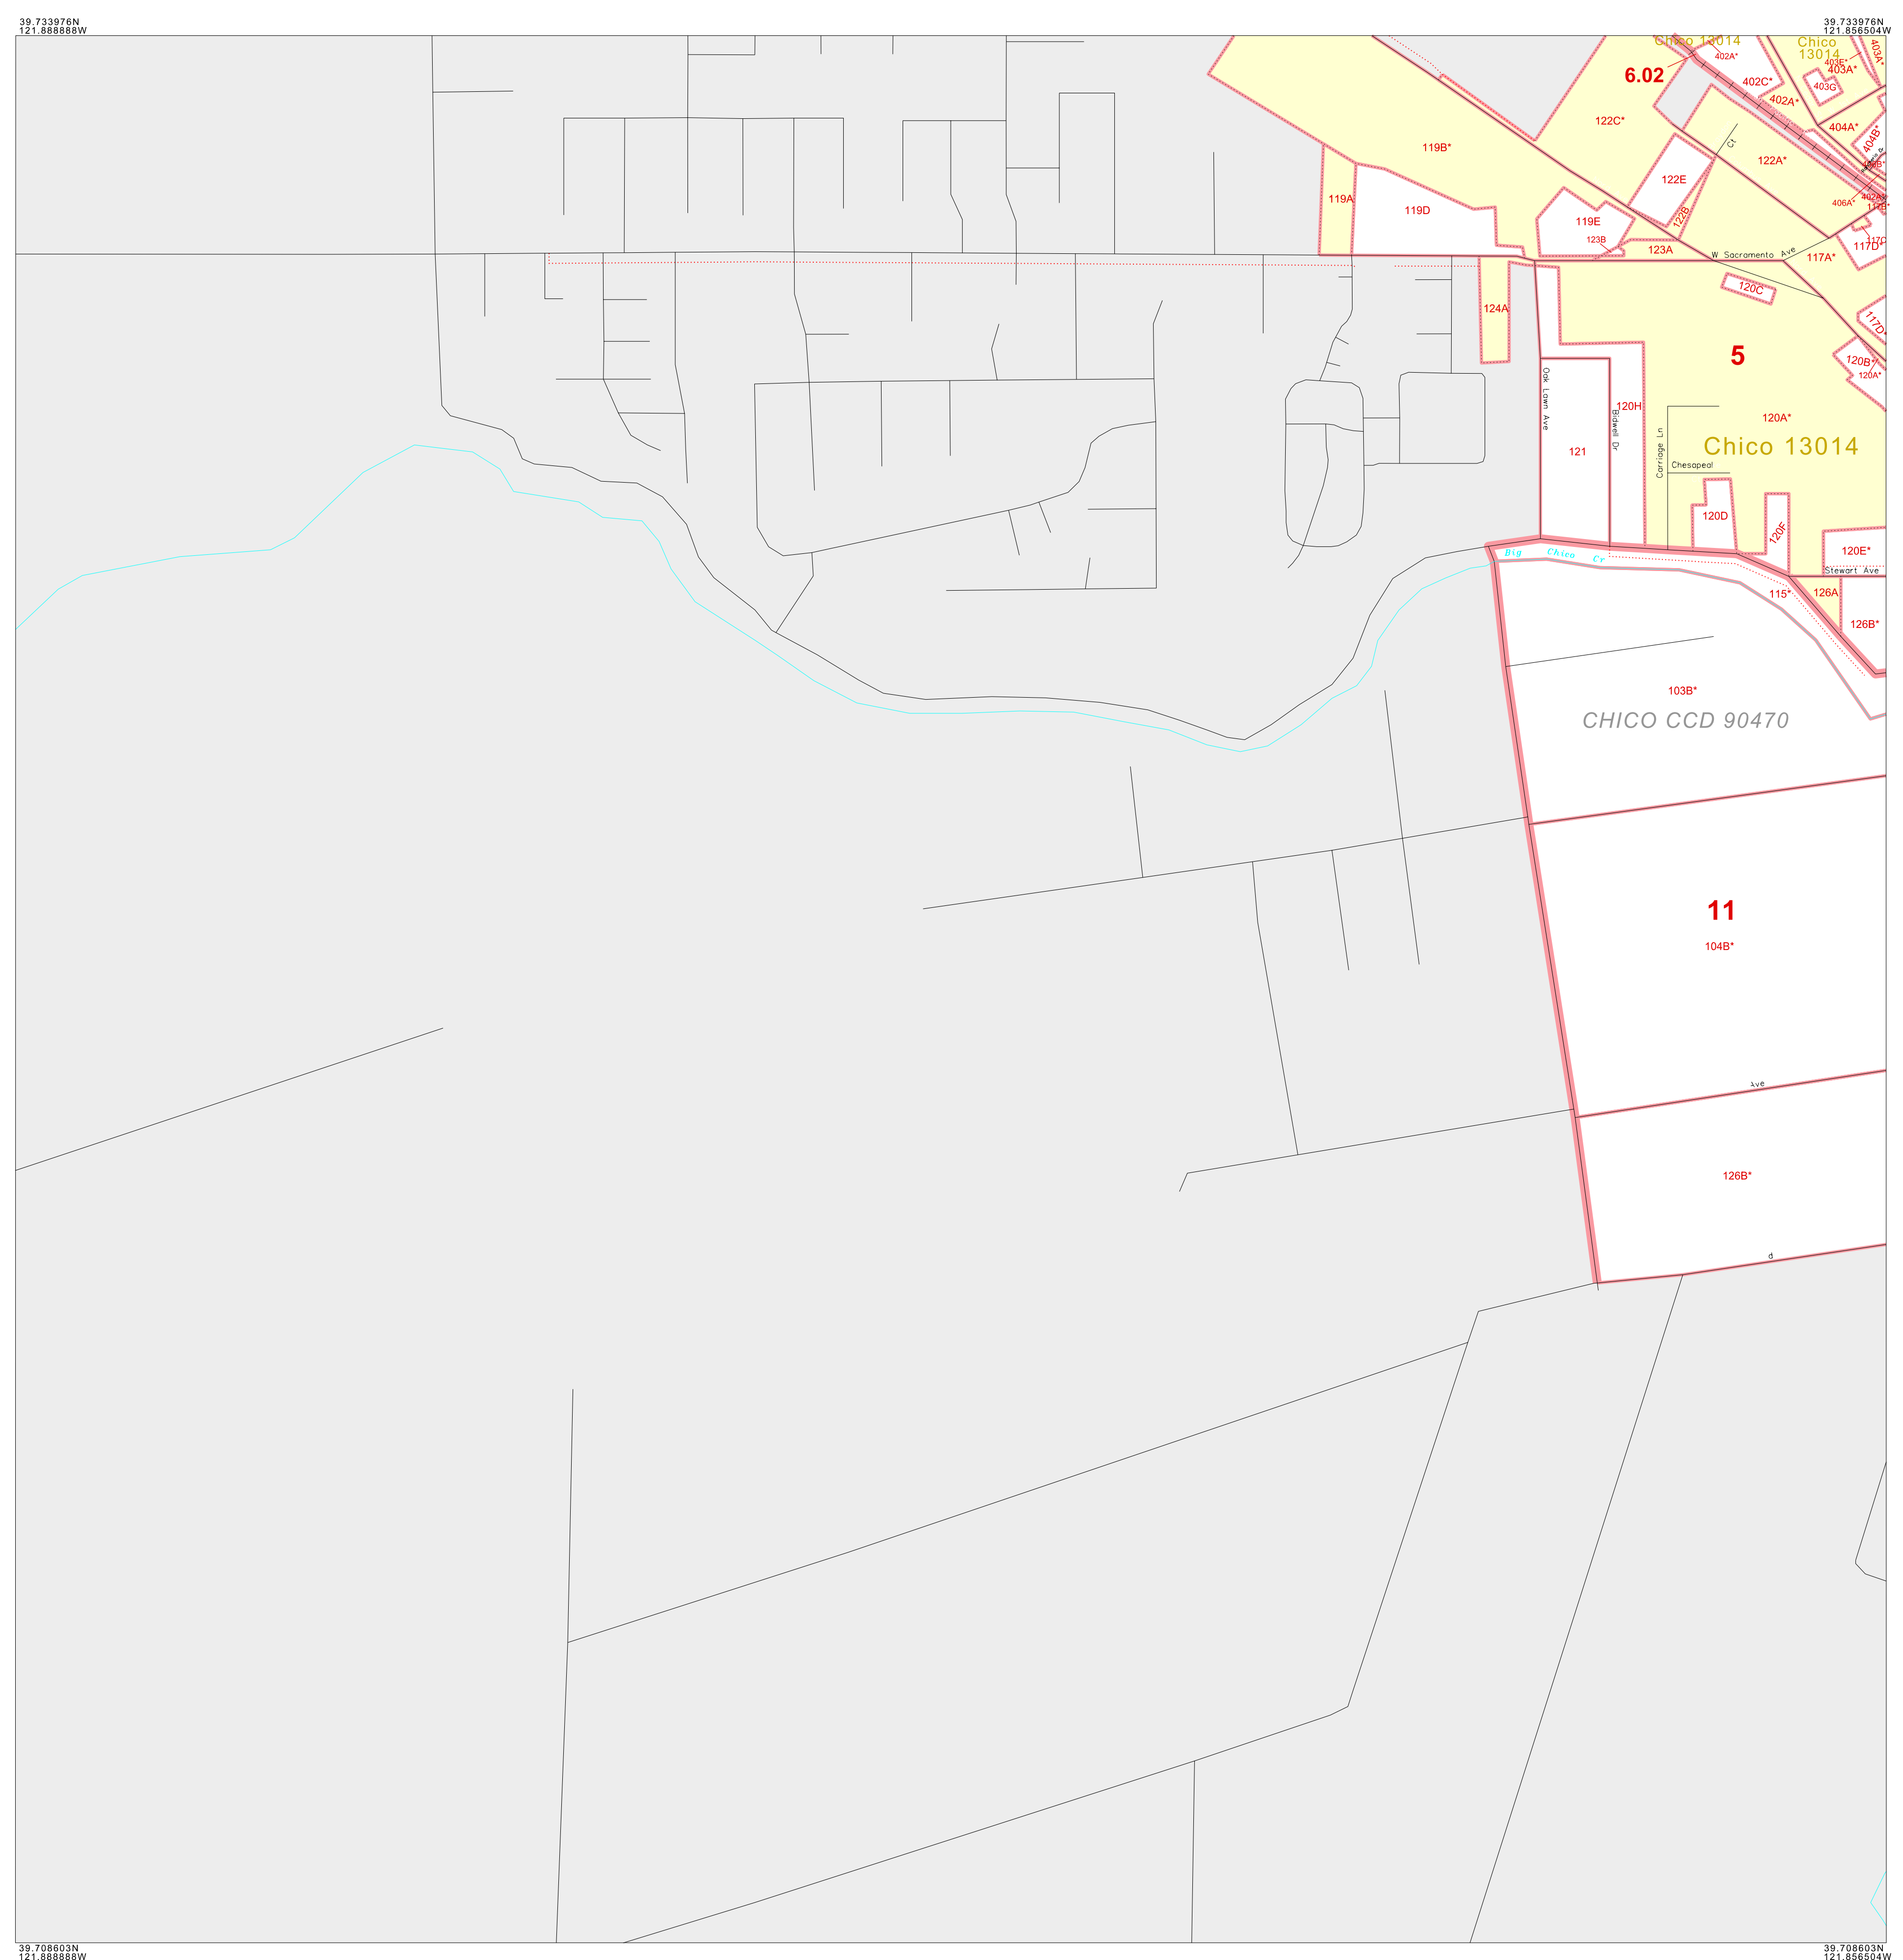 39.733976N
121.888888W
39.733976N
121.856504W
Chico 13014
Chico
13014
6.02
402A*
402C*
403E*
403A*
403A*
403G
402A*
404A*
404B*
122C*
119B*
122A*
122E
Ct
119A
119D
119E
122B
406A*
402A*
117B*
123B
123A
W Sacramento Ave
117A*
117D*
120C
124A
117D*
5
120B*
120A*
Oak Lawn Ave
Bidwell Dr
120H
120A*
Carriage Ln
Chico 13014
121
Chesapeal
120D
120F
Big Chico Cr
120E*
Stewart Ave
115*
126A
126B*
103B*
CHICO CCD 90470
11
104B*
Ave
126B*
d
39.708603N
121.888888W
39.708603N
121.856504W